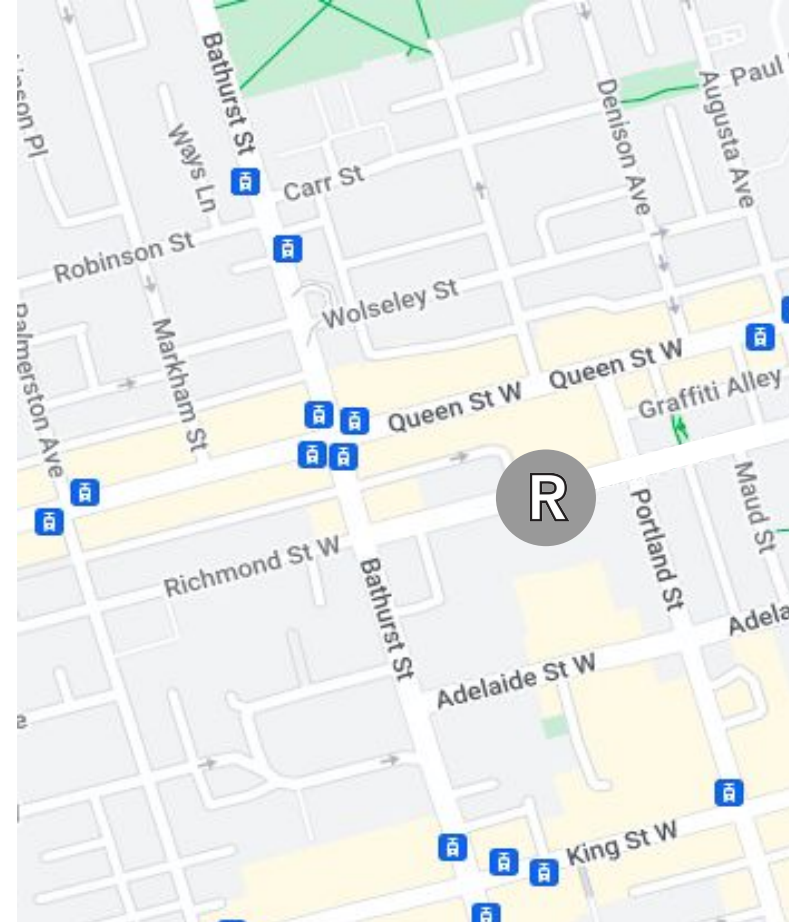 Bathurst St
Paul
Augusta Ave
Denison Ave
Ways Ln
Carr St
Robinson St
Wolseley St
Markham St
Palmerston Ave
Queen St W
Queen St W
Graffiti Alley
R
Maud St
Portland St
Richmond St W
Bathurst St
Adela
Adelaide St W
King St W